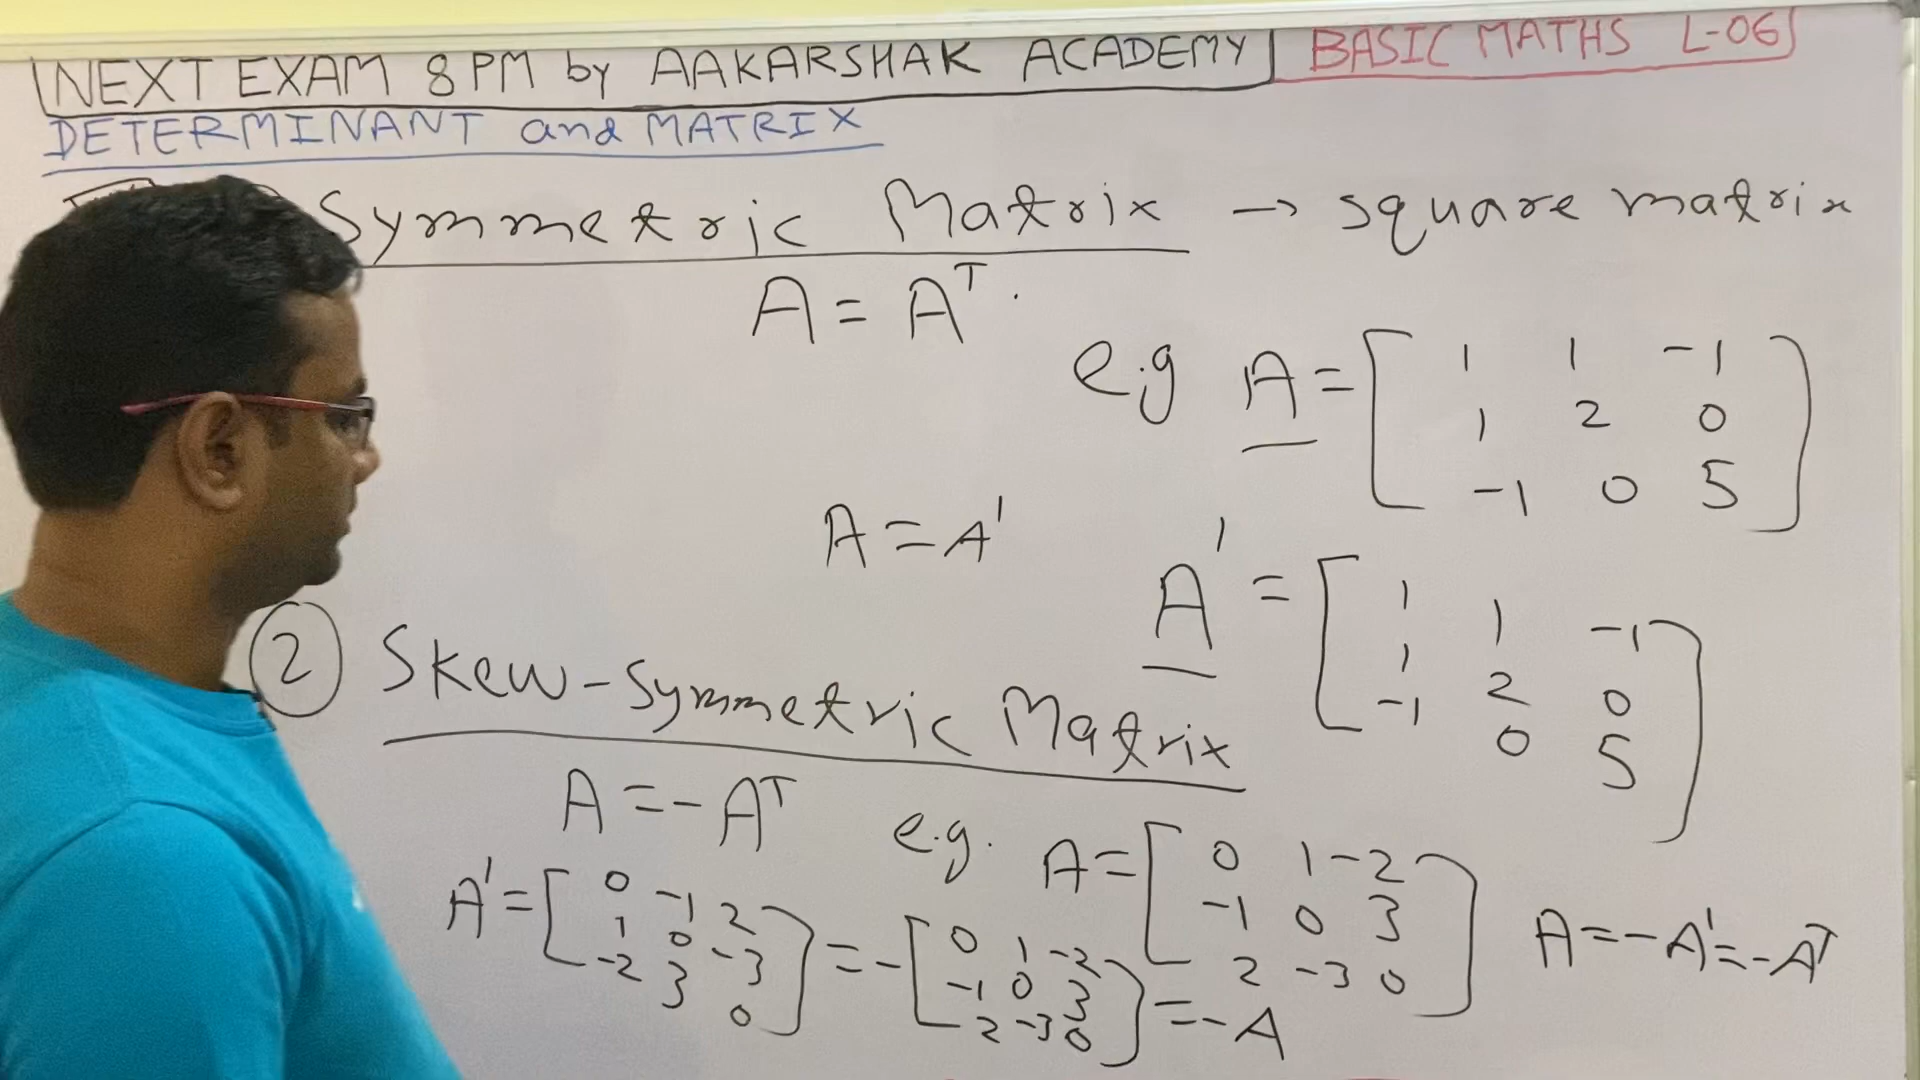 NEXT EXAM 8PM by AAKARSHAK ACADEMY BASIC MATHS L-06
DETERMINANT and MATRIX
Symmetric Matrix → square matrix
A = Aᵀ.
e.g A = [ 1 1 -1
1 2 0
-1 0 5 ]
A = A'
A' = [ 1 1 -1
1 2 0
-1 0 5 ]
② Skew-Symmetric Matrix
A = -Aᵀ
e.g. A = [ 0 1 -2
-1 0 3
2 -3 0 ]
A = -A' = -Aᵀ
A' = [ 0 -1 2
1 0 -3
-2 3 0 ]
= - [ 0 1 -2
-1 0 3
2 -3 0 ] = -A